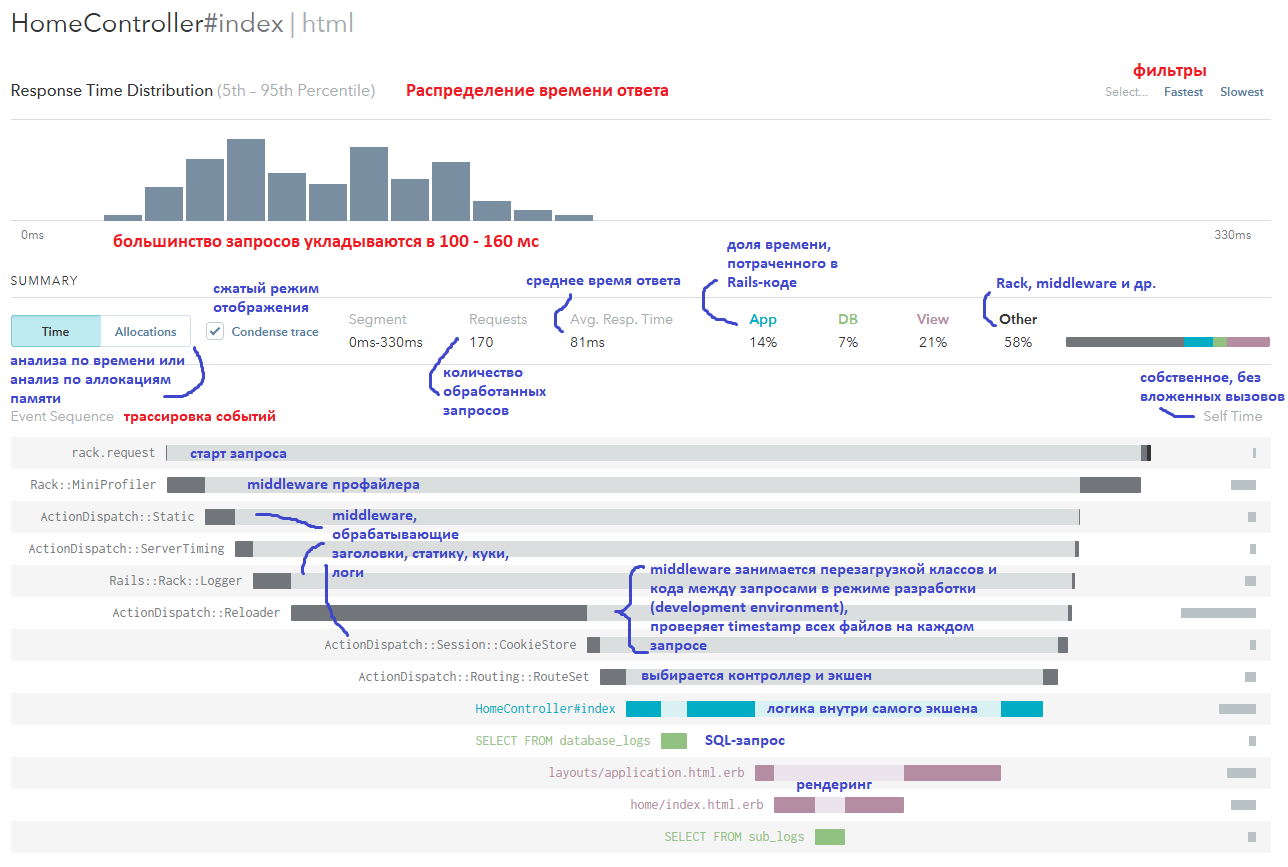 HomeController#index | html
фильтры
Response Time Distribution (5th – 95th Percentile)
Распределение времени ответа
Select... Fastest Slowest
0ms
330ms
большинство запросов укладываются в 100 - 160 мс
SUMMARY
сжатый режим
отображения
среднее время ответа
доля времени,
потраченного в
Rails-коде
Rack, middleware и др.
Time
Allocations
Condense trace
Segment
0ms-330ms
Requests
170
Avg. Resp. Time
81ms
App
14%
DB
7%
View
21%
Other
58%
анализа по времени или
анализ по аллокациям
памяти
количество
обработанных
запросов
собственное, без
вложенных вызовов
Event Sequence
трассировка событий
Self Time
rack.request
старт запроса
Rack::MiniProfiler
middleware профайлера
ActionDispatch::Static
middleware,
обрабатывающие
заголовки, статику, куки,
логи
ActionDispatch::ServerTiming
Rails::Rack::Logger
middleware занимается перезагрузкой классов и
кода между запросами в режиме разработки
(development environment),
проверяет timestamp всех файлов на каждом
запросе
ActionDispatch::Reloader
ActionDispatch::Session::CookieStore
ActionDispatch::Routing::RouteSet
выбирается контроллер и экшен
HomeController#index
логика внутри самого экшена
SELECT FROM database_logs
SQL-запрос
layouts/application.html.erb
рендеринг
home/index.html.erb
SELECT FROM sub_logs